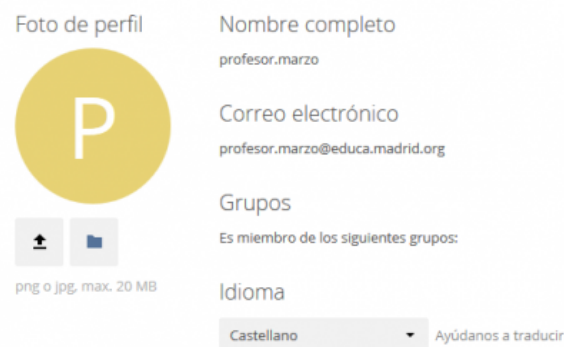 Foto de perfil
P
png o jpg, max. 20 MB
Nombre completo
profesor.marzo
Correo electrónico
profesor.marzo@educa.madrid.org
Grupos
Es miembro de los siguientes grupos:
Idioma
Castellano
Ayúdanos a traducir